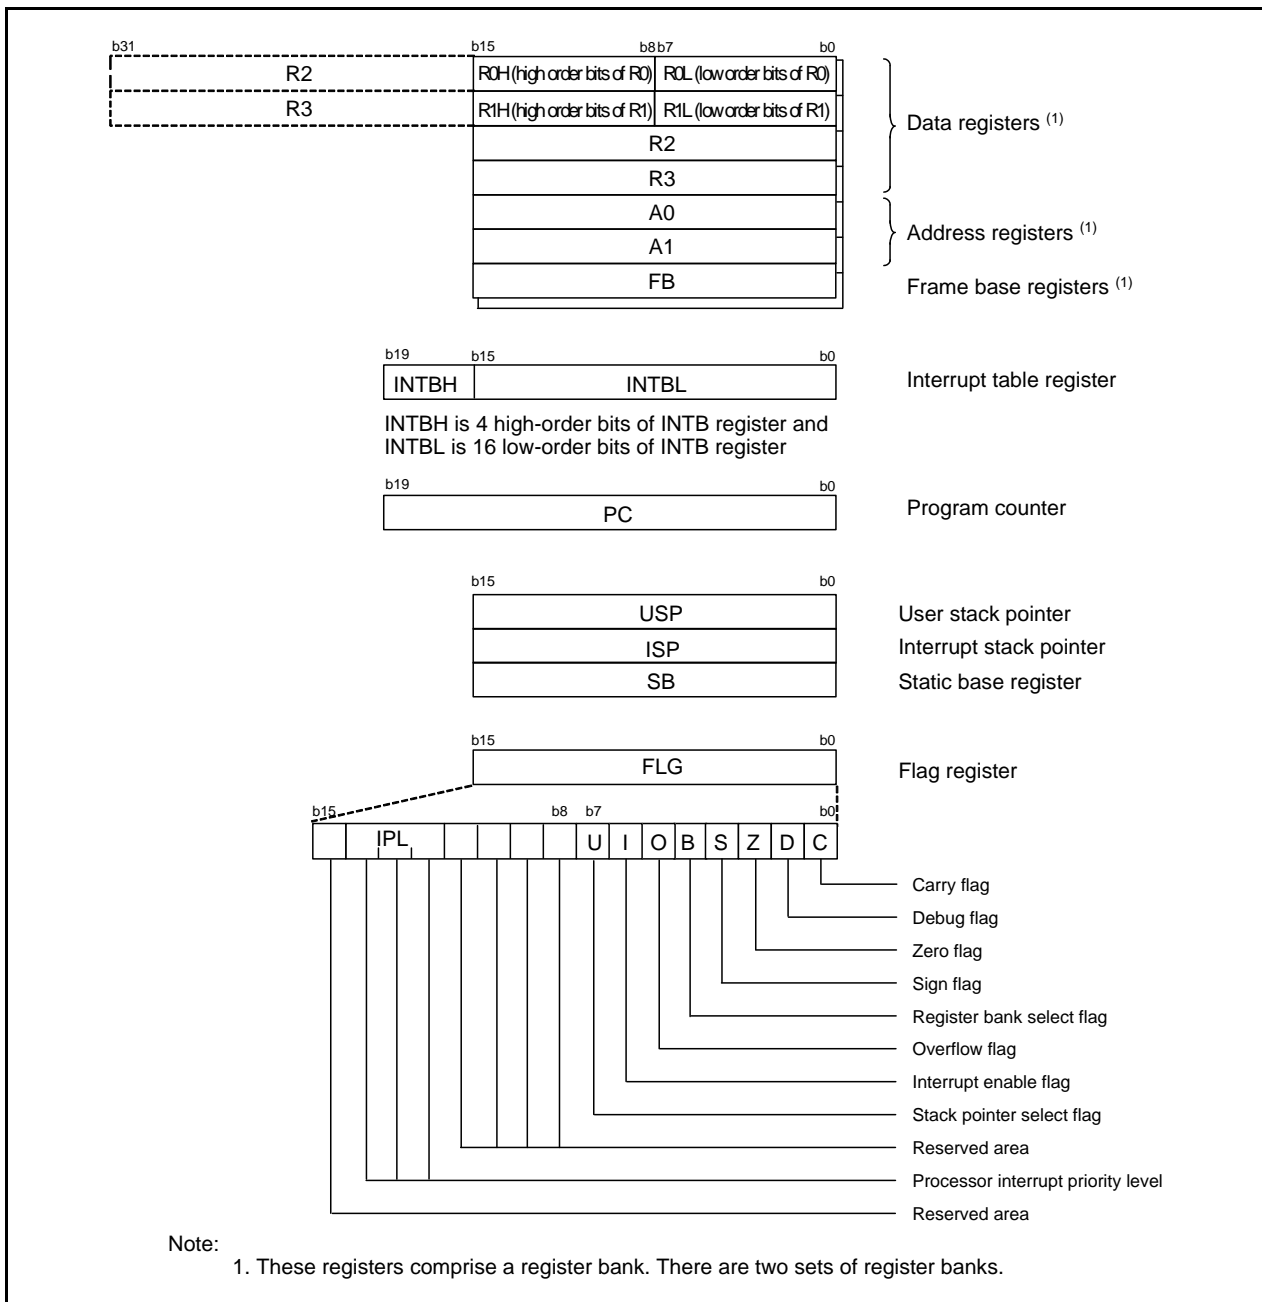 b31 b15 b8 b7 b0
R2 R0H (high order bits of R0) R0L (low order bits of R0)
R3 R1H (high order bits of R1) R1L (low order bits of R1)
Data registers (1)
R2
R3
A0
Address registers (1)
A1
FB Frame base registers (1)
b19 b15 b0
INTBH INTBL Interrupt table register
INTBH is 4 high-order bits of INTB register and
INTBL is 16 low-order bits of INTB register
b19 b0
PC Program counter
b15 b0
USP User stack pointer
ISP Interrupt stack pointer
SB Static base register
b15 b0
FLG Flag register
b15 b8 b7 b0
IPL U I O B S Z D C
Carry flag
Debug flag
Zero flag
Sign flag
Register bank select flag
Overflow flag
Interrupt enable flag
Stack pointer select flag
Reserved area
Processor interrupt priority level
Reserved area
Note:
1. These registers comprise a register bank. There are two sets of register banks.